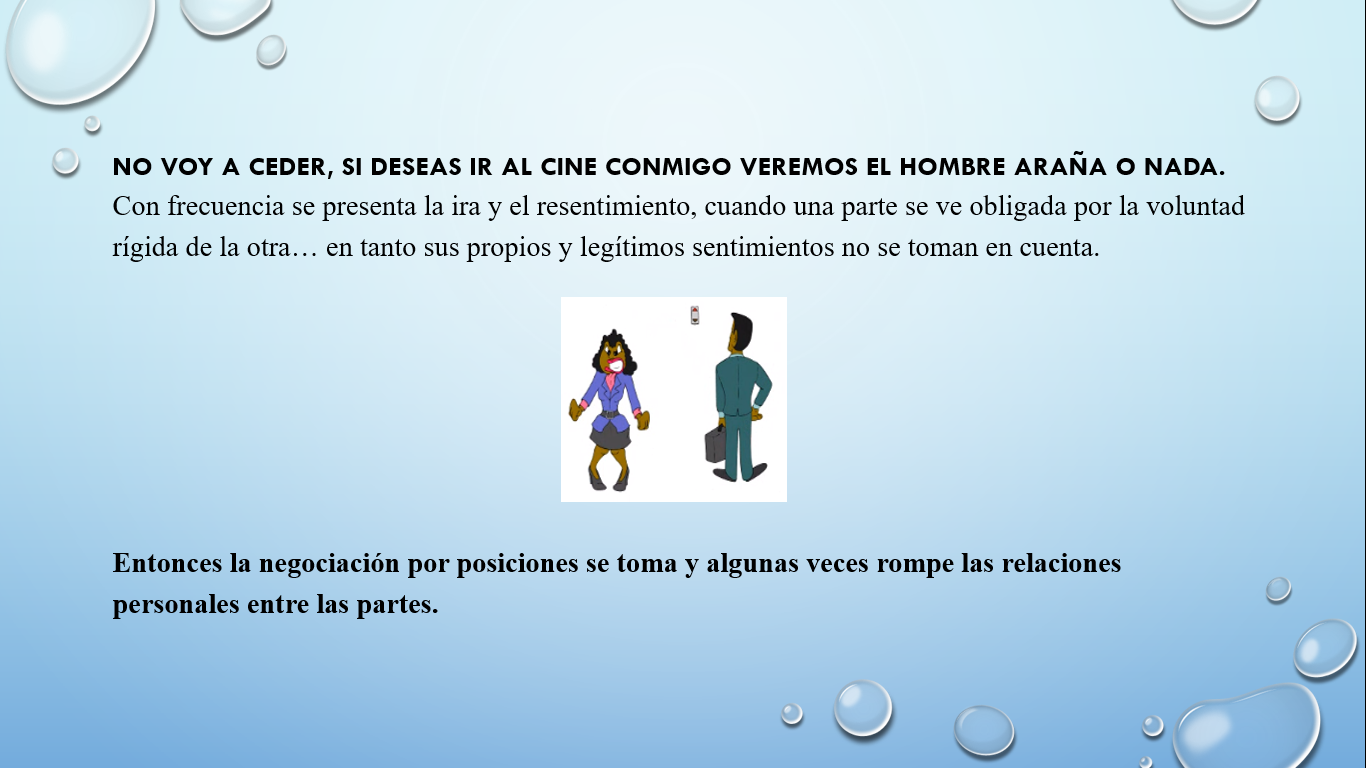 NO VOY A CEDER, SI DESEAS IR AL CINE CONMIGO VEREMOS EL HOMBRE ARAÑA O NADA.
Con frecuencia se presenta la ira y el resentimiento, cuando una parte se ve obligada por la voluntad
rígida de la otra… en tanto sus propios y legítimos sentimientos no se toman en cuenta.
Entonces la negociación por posiciones se toma y algunas veces rompe las relaciones
personales entre las partes.